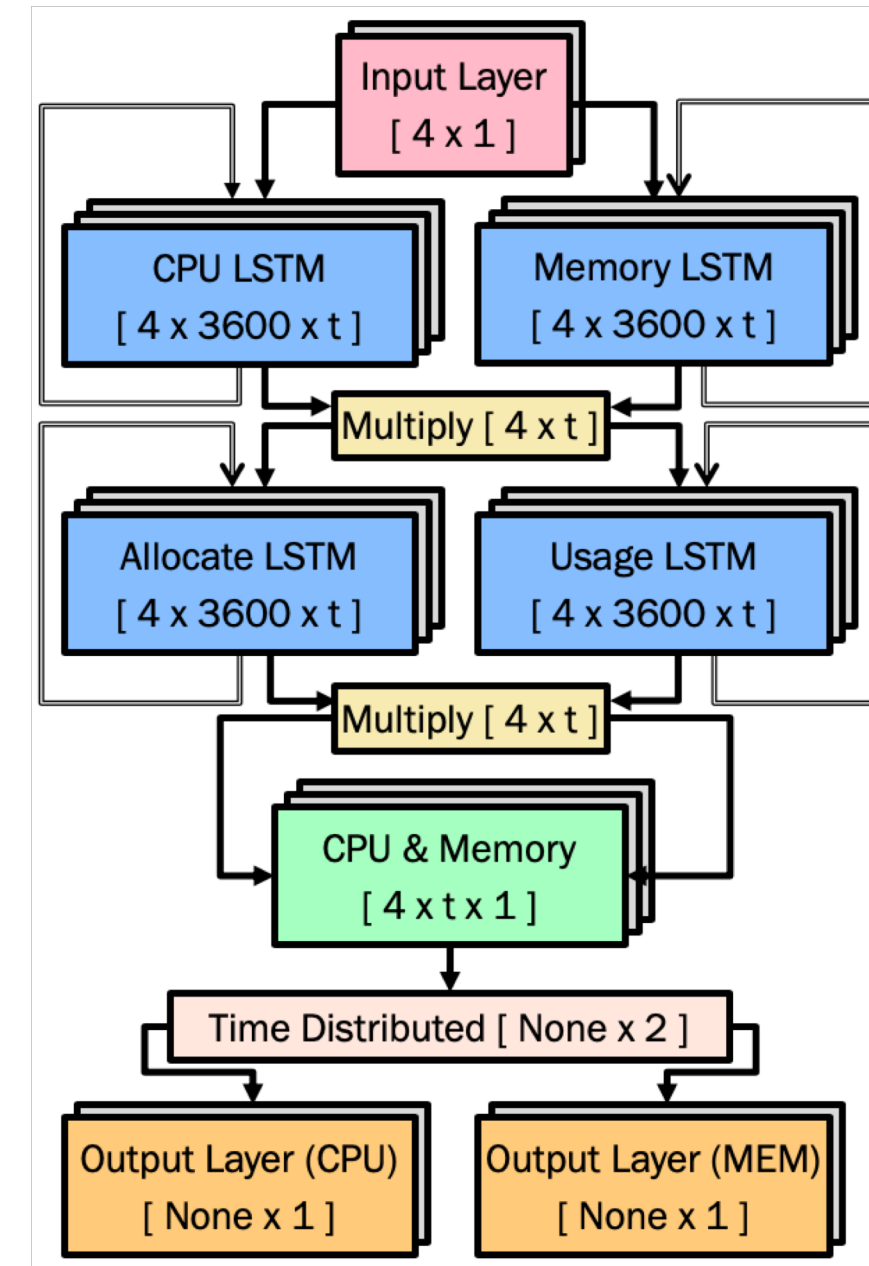 Input Layer
[ 4 x 1 ]
CPU LSTM
[ 4 x 3600 x t ]
Memory LSTM
[ 4 x 3600 x t ]
Multiply [ 4 x t ]
Allocate LSTM
[ 4 x 3600 x t ]
Usage LSTM
[ 4 x 3600 x t ]
Multiply [ 4 x t ]
CPU & Memory
[ 4 x t x 1 ]
Time Distributed [ None x 2 ]
Output Layer (CPU)
[ None x 1 ]
Output Layer (MEM)
[ None x 1 ]